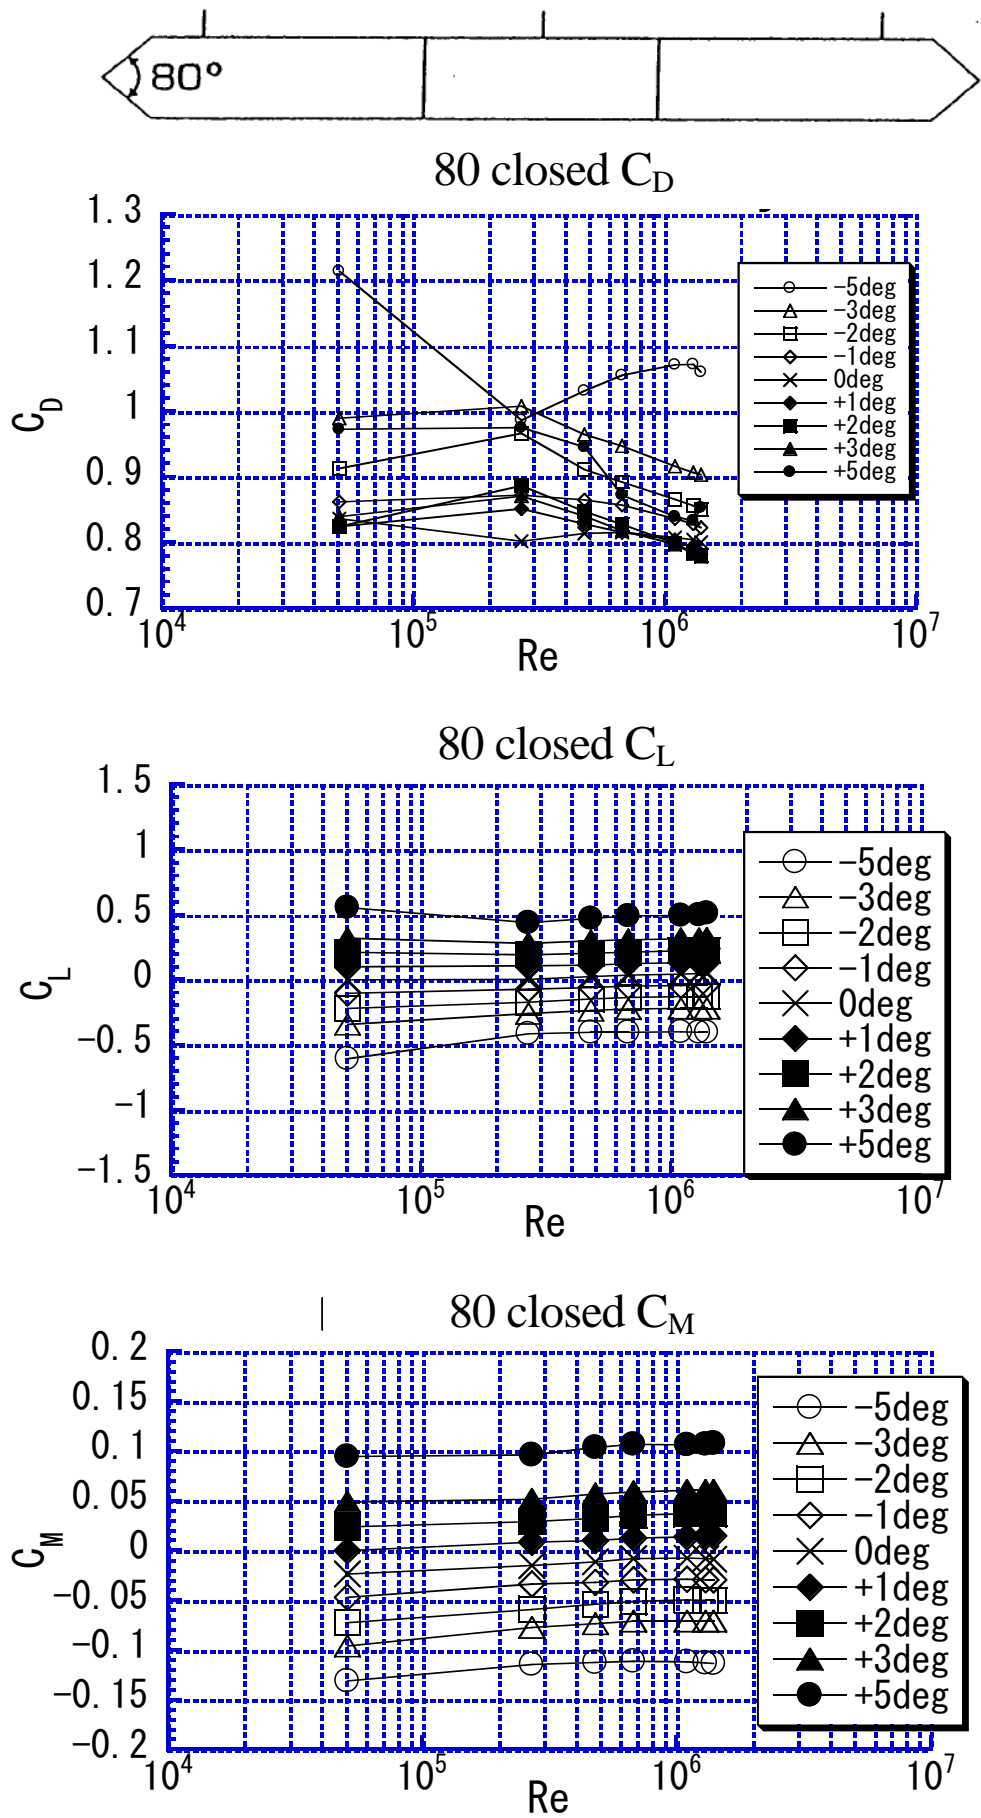 80°
80 closed C_D
1.3
1.2
1.1
1
0.9
0.8
0.7
C_D
10^4
10^5
10^6
10^7
Re
-5deg
-3deg
-2deg
-1deg
0deg
+1deg
+2deg
+3deg
+5deg
80 closed C_L
1.5
1
0.5
0
-0.5
-1
-1.5
C_L
10^4
10^5
10^6
10^7
Re
-5deg
-3deg
-2deg
-1deg
0deg
+1deg
+2deg
+3deg
+5deg
80 closed C_M
0.2
0.15
0.1
0.05
0
-0.05
-0.1
-0.15
-0.2
C_M
10^4
10^5
10^6
10^7
Re
-5deg
-3deg
-2deg
-1deg
0deg
+1deg
+2deg
+3deg
+5deg